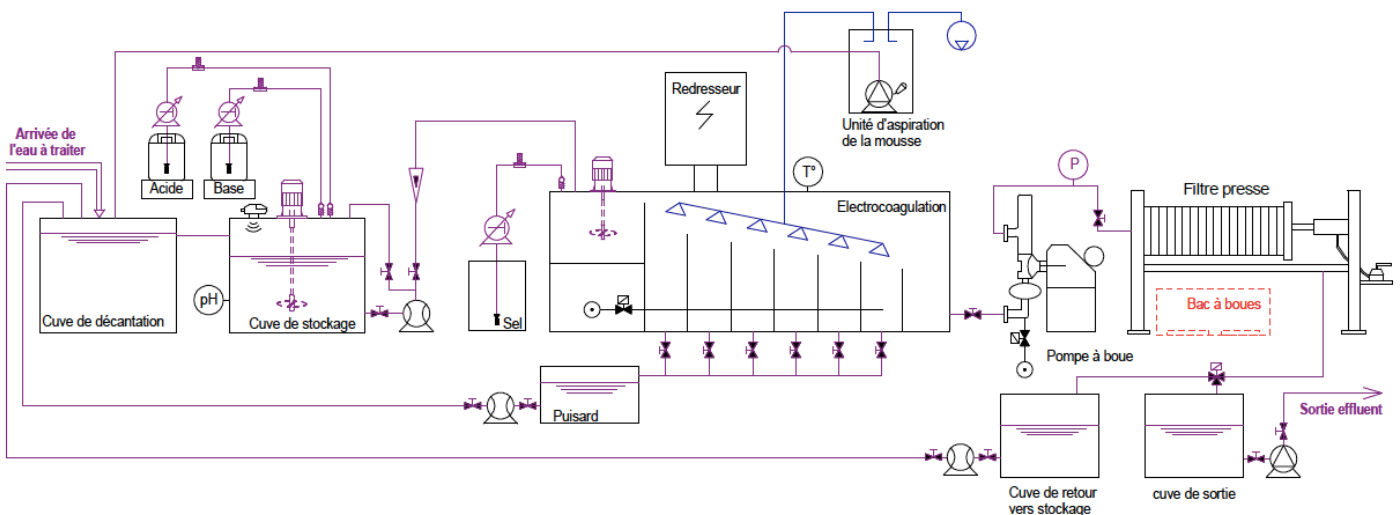 Arrivée de
l'eau à traiter
Acide
Base
Cuve de décantation
pH
Cuve de stockage
Sel
Puisard
Redresseur
Unité d'aspiration
de la mousse
T°
Electrocoagulation
P
Filtre presse
Bac à boues
Pompe à boue
Cuve de retour
vers stockage
cuve de sortie
Sortie effluent